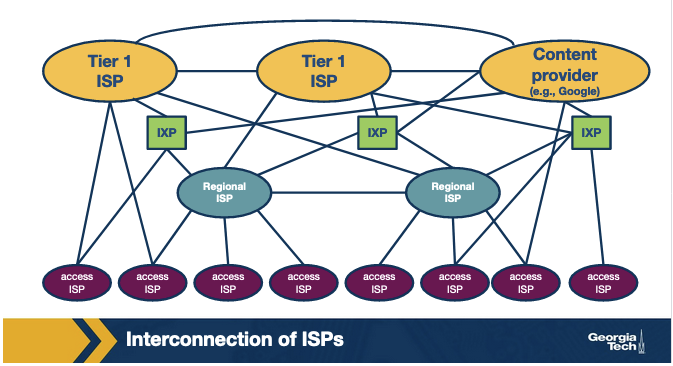 Tier 1
ISP
Tier 1
ISP
Content
provider
(e.g., Google)
IXP
IXP
IXP
Regional
ISP
Regional
ISP
access
ISP
access
ISP
access
ISP
access
ISP
access
ISP
access
ISP
access
ISP
access
ISP
Interconnection of ISPs
Georgia
Tech